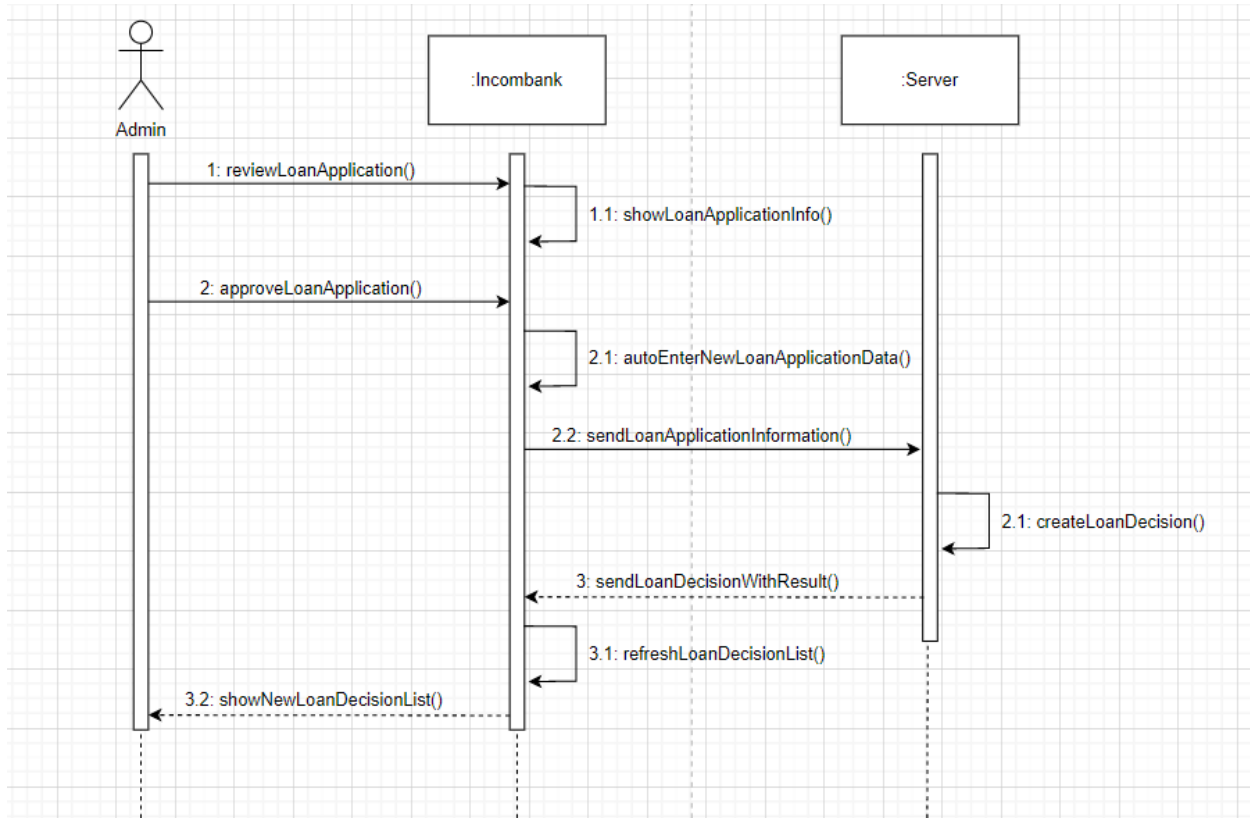 :Incombank
:Server
Admin
1: reviewLoanApplication()
1.1: showLoanApplicationInfo()
2: approveLoanApplication()
2.1: autoEnterNewLoanApplicationData()
2.2: sendLoanApplicationInformation()
2.1: createLoanDecision()
3: sendLoanDecisionWithResult()
3.1: refreshLoanDecisionList()
3.2: showNewLoanDecisionList()